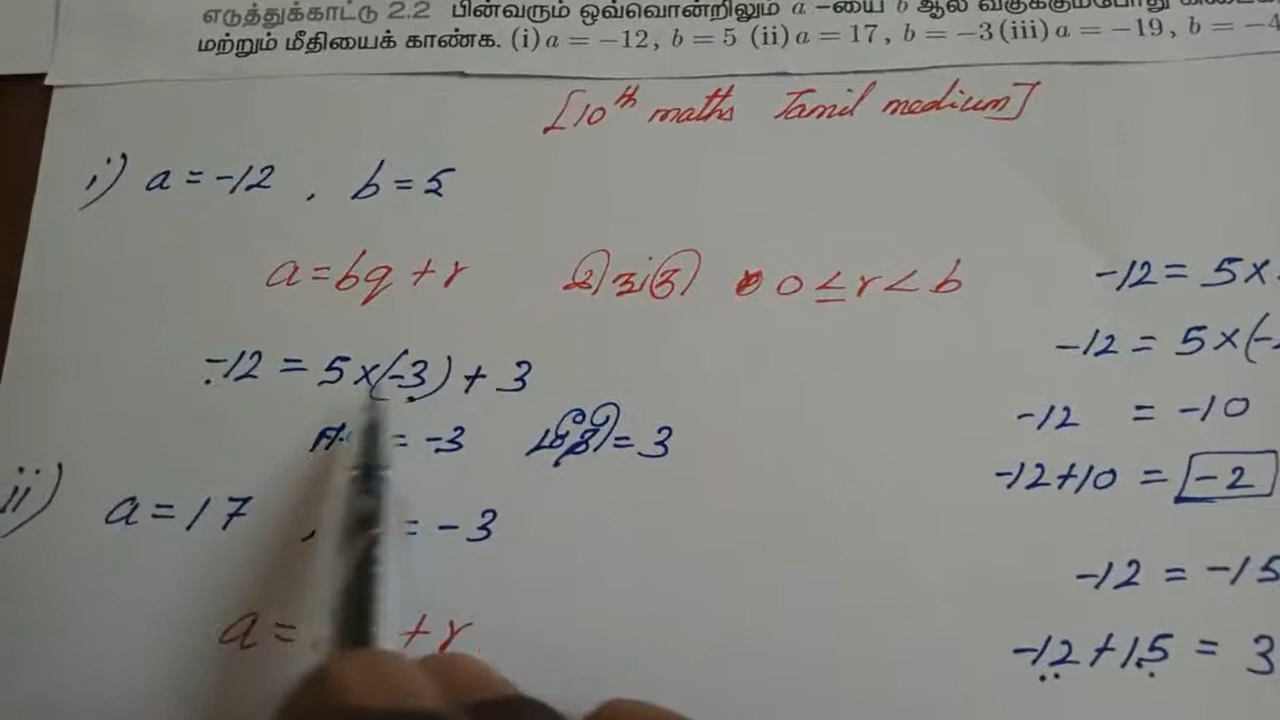 எடுத்துக்காட்டு 2.2 பின்வரும் ஒவ்வொன்றிலும் a -யை b ஆல் வகுக்கும்போது
மற்றும் மீதியைக் காண்க. (i) a = −12, b = 5 (ii) a = 17, b = −3 (iii) a = −19, b = −4
[10th maths Tamil medium]
i) a = -12 , b = 5
a = bq + r இங்கு 0 ≤ r < b
-12 = 5 ×
-12 = 5×(-3) + 3
-12 = 5×(-2
-12 = -10
= -3 மீதி = 3
-12+10 = -2
ii) a = 17 , = -3
-12 = -15
a = + r
-12+15 = 3